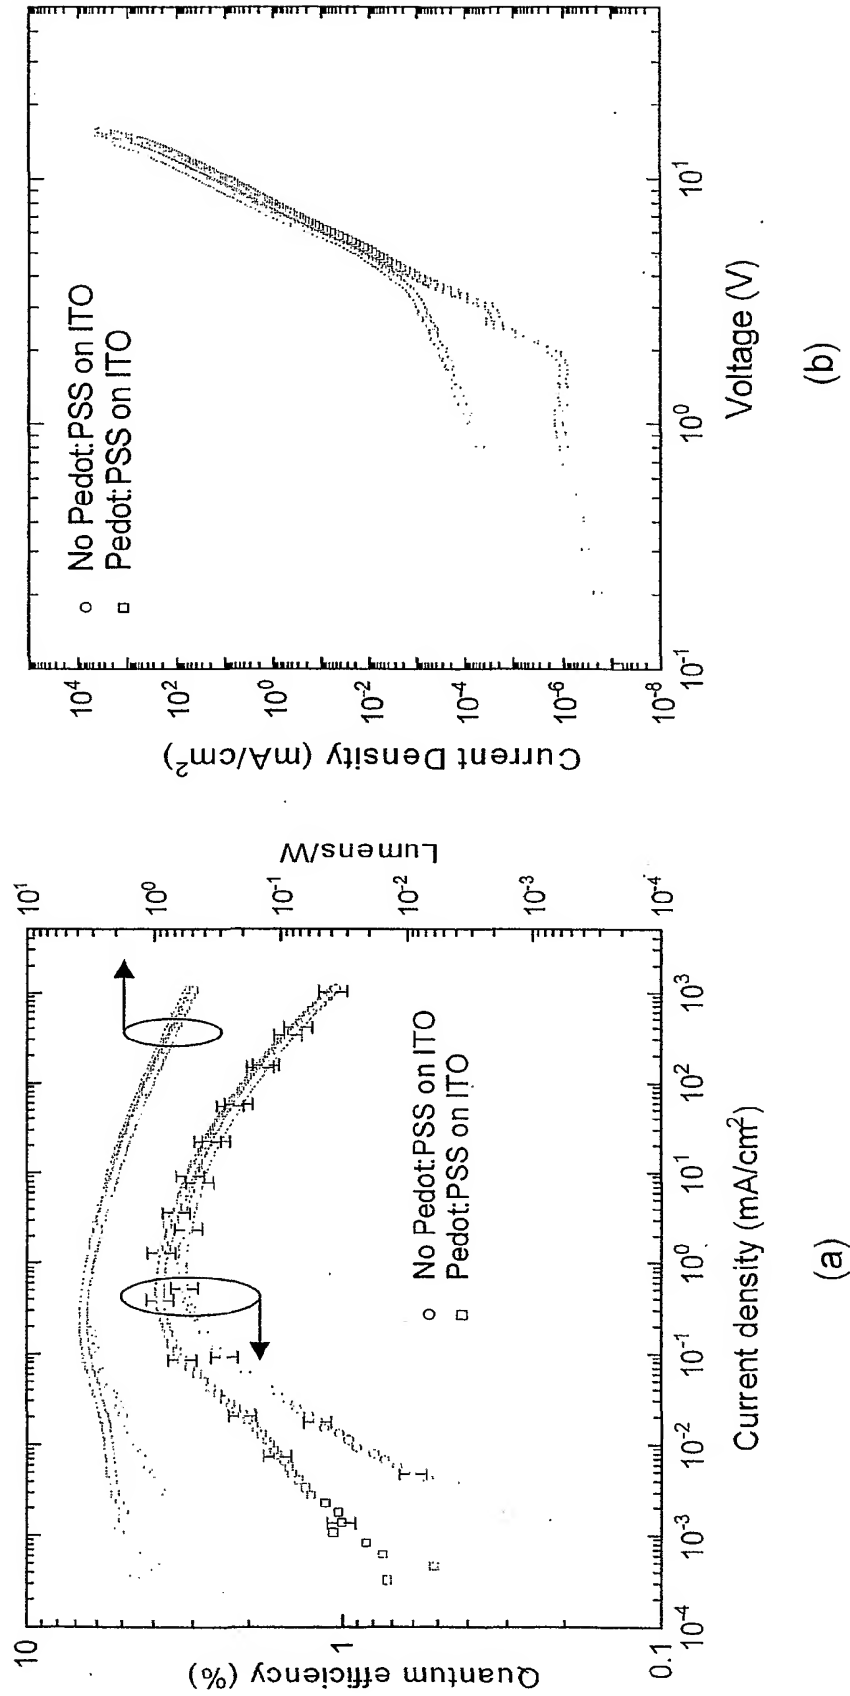 10
1
0.1
Quantum efficiency (%)
10⁻⁴
10⁻³
10⁻²
10⁻¹
10⁰
10¹
10²
10³
Current density (mA/cm²)
10¹
10⁰
10⁻¹
10⁻²
10⁻³
10⁻⁴
Lumens/W
No Pedot:PSS on ITO
Pedot:PSS on ITO
(a)
10⁴
10²
10⁰
10⁻²
10⁻⁴
10⁻⁶
10⁻⁸
Current Density (mA/cm²)
10⁻¹
10⁰
10¹
Voltage (V)
No Pedot:PSS on ITO
Pedot:PSS on ITO
(b)